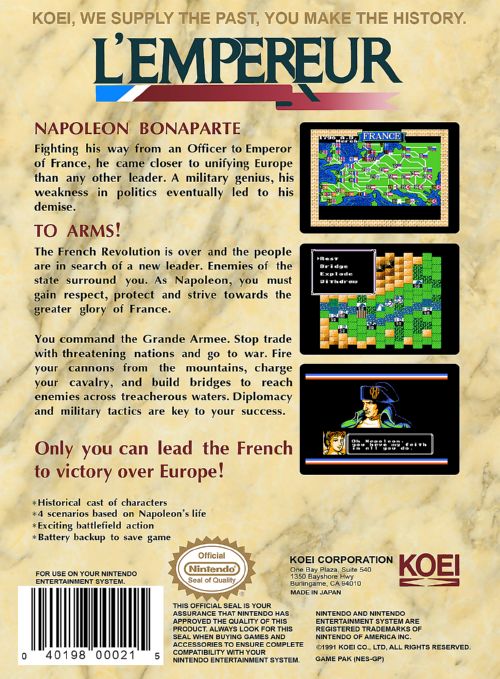 KOEI, WE SUPPLY THE PAST, YOU MAKE THE HISTORY.
L'EMPEREUR
NAPOLEON BONAPARTE
Fighting his way from an Officer to Emperor
of France, he came closer to unifying Europe
than any other leader. A military genius, his
weakness in politics eventually led to his
demise.
TO ARMS!
The French Revolution is over and the people
are in search of a new leader. Enemies of the
state surround you. As Napoleon, you must
gain respect, protect and strive towards the
greater glory of France.
You command the Grande Armee. Stop trade
with threatening nations and go to war. Fire
your cannons from the mountains, charge
your cavalry, and build bridges to reach
enemies across treacherous waters. Diplomacy
and military tactics are key to your success.
Only you can lead the French
to victory over Europe!
*Historical cast of characters
*4 scenarios based on Napoleon's life
*Exciting battlefield action
*Battery backup to save game
1796 A.D.
March
FRANCE
Rest
Bridge
Explode
Withdraw
Oh Napoleon,
you have my faith
in all you do.
FOR USE ON YOUR NINTENDO
ENTERTAINMENT SYSTEM.
0 40198 00021 5
Official
Nintendo
Seal of Quality
THIS OFFICIAL SEAL IS YOUR
ASSURANCE THAT NINTENDO HAS
APPROVED THE QUALITY OF THIS
PRODUCT. ALWAYS LOOK FOR THIS
SEAL WHEN BUYING GAMES AND
ACCESSORIES TO ENSURE COMPLETE
COMPATIBILITY WITH YOUR
NINTENDO ENTERTAINMENT SYSTEM.
KOEI CORPORATION
One Bay Plaza, Suite 540
1350 Bayshore Hwy
Burlingame, CA 94010
MADE IN JAPAN
KOEI
NINTENDO AND NINTENDO
ENTERTAINMENT SYSTEM ARE
REGISTERED TRADEMARKS OF
NINTENDO OF AMERICA INC.
©1991 KOEI CO., LTD, ALL RIGHTS RESERVED.
GAME PAK (NES-GP)